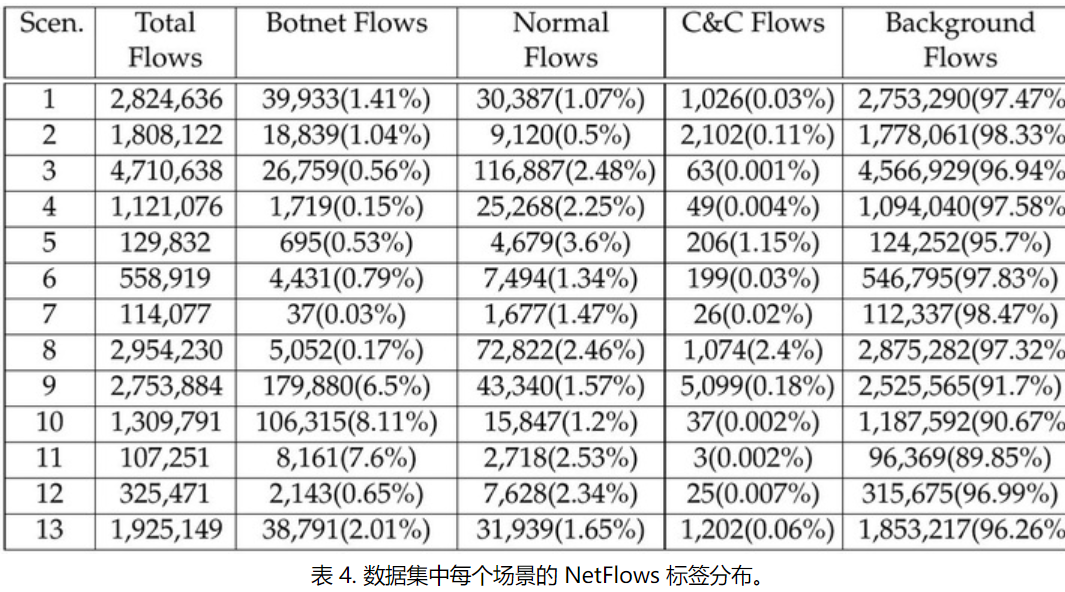 Scen. Total Flows Botnet Flows Normal Flows C&C Flows Background Flows
1 2,824,636 39,933(1.41%) 30,387(1.07%) 1,026(0.03%) 2,753,290(97.47%
2 1,808,122 18,839(1.04%) 9,120(0.5%) 2,102(0.11%) 1,778,061(98.33%
3 4,710,638 26,759(0.56%) 116,887(2.48%) 63(0.001%) 4,566,929(96.94%
4 1,121,076 1,719(0.15%) 25,268(2.25%) 49(0.004%) 1,094,040(97.58%
5 129,832 695(0.53%) 4,679(3.6%) 206(1.15%) 124,252(95.7%)
6 558,919 4,431(0.79%) 7,494(1.34%) 199(0.03%) 546,795(97.83%)
7 114,077 37(0.03%) 1,677(1.47%) 26(0.02%) 112,337(98.47%)
8 2,954,230 5,052(0.17%) 72,822(2.46%) 1,074(2.4%) 2,875,282(97.32%
9 2,753,884 179,880(6.5%) 43,340(1.57%) 5,099(0.18%) 2,525,565(91.7%)
10 1,309,791 106,315(8.11%) 15,847(1.2%) 37(0.002%) 1,187,592(90.67%
11 107,251 8,161(7.6%) 2,718(2.53%) 3(0.002%) 96,369(89.85%)
12 325,471 2,143(0.65%) 7,628(2.34%) 25(0.007%) 315,675(96.99%)
13 1,925,149 38,791(2.01%) 31,939(1.65%) 1,202(0.06%) 1,853,217(96.26%
表 4. 数据集中每个场景的 NetFlows 标签分布。